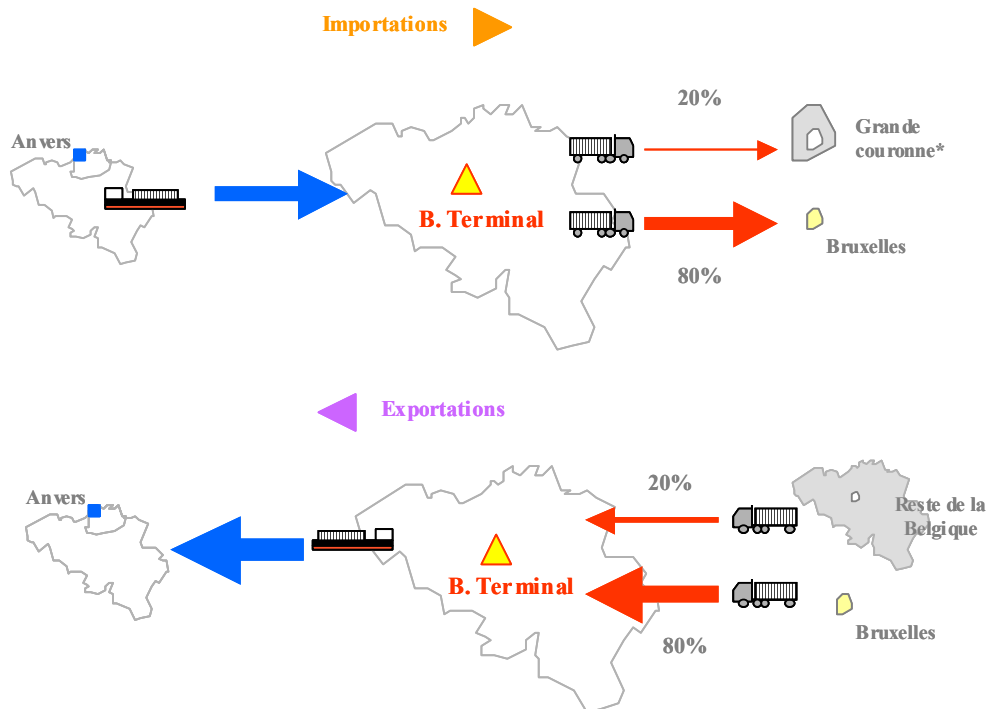 Importations
20%
Anvers
Grande
couronne*
B. Terminal
Bruxelles
80%
Exportations
20%
Anvers
Reste de la
Belgique
B. Terminal
Bruxelles
80%